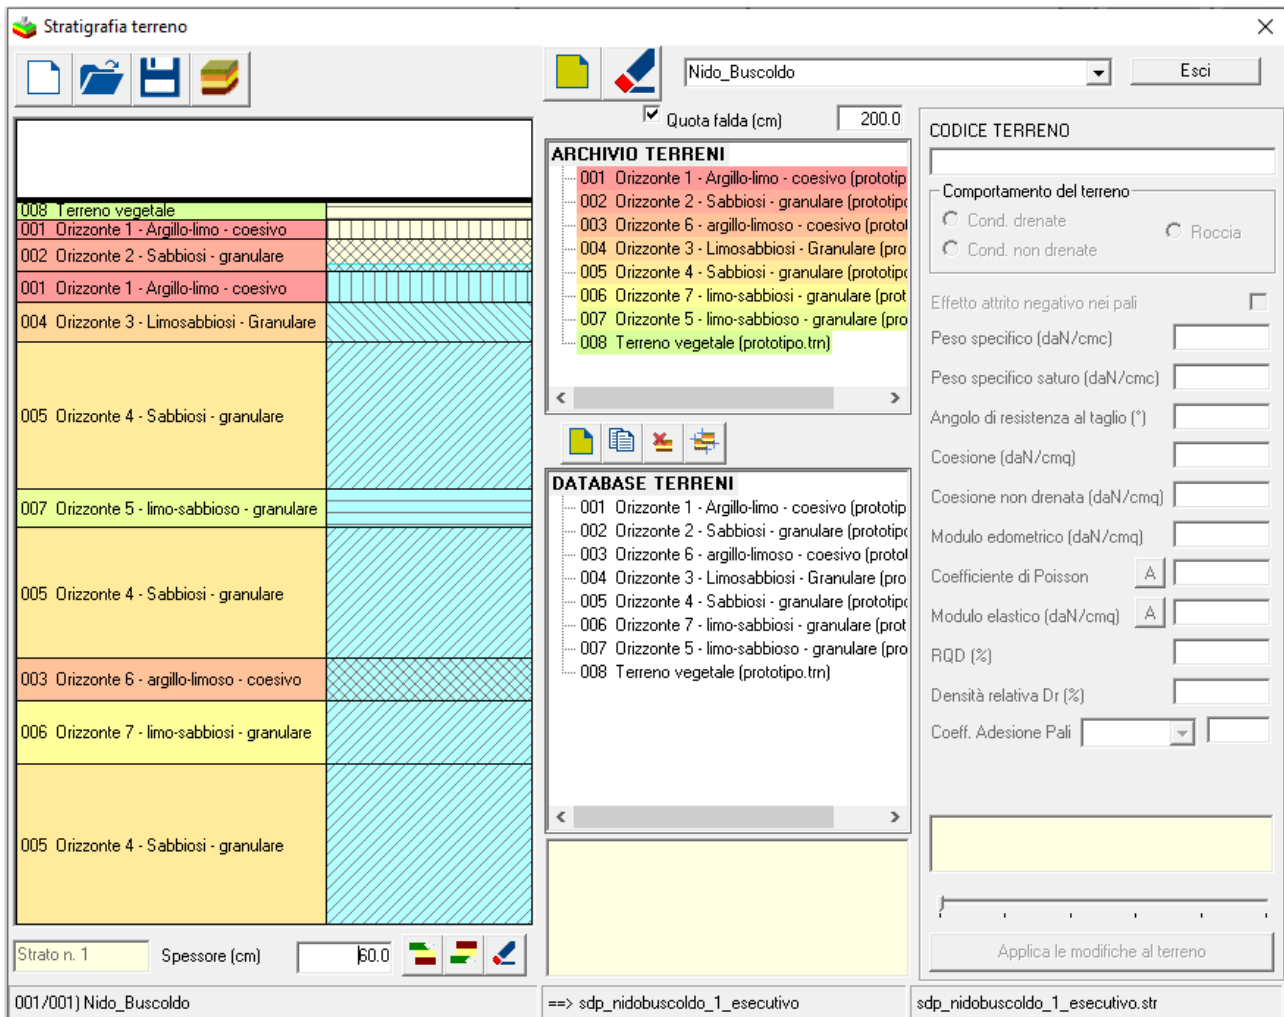 Stratigrafia terreno
Nido_Buscoldo
Esci
Quota falda (cm) 200.0
008 Terreno vegetale
001 Orizzonte 1 - Argillo-limo - coesivo
002 Orizzonte 2 - Sabbiosi - granulare
001 Orizzonte 1 - Argillo-limo - coesivo
004 Orizzonte 3 - Limosabbiosi - Granulare
005 Orizzonte 4 - Sabbiosi - granulare
007 Orizzonte 5 - limo-sabbioso - granulare
005 Orizzonte 4 - Sabbiosi - granulare
003 Orizzonte 6 - argillo-limoso - coesivo
006 Orizzonte 7 - limo-sabbiosi - granulare
005 Orizzonte 4 - Sabbiosi - granulare
Strato n. 1 Spessore (cm) 60.0
ARCHIVIO TERRENI
001 Orizzonte 1 - Argillo-limo - coesivo (prototip
002 Orizzonte 2 - Sabbiosi - granulare (prototipo
003 Orizzonte 6 - argillo-limoso - coesivo (protot
004 Orizzonte 3 - Limosabbiosi - Granulare (pro
005 Orizzonte 4 - Sabbiosi - granulare (prototipo
006 Orizzonte 7 - limo-sabbiosi - granulare (prot
007 Orizzonte 5 - limo-sabbioso - granulare (pro
008 Terreno vegetale (prototipo.trn)
DATABASE TERRENI
001 Orizzonte 1 - Argillo-limo - coesivo (prototip
002 Orizzonte 2 - Sabbiosi - granulare (prototipo
003 Orizzonte 6 - argillo-limoso - coesivo (protot
004 Orizzonte 3 - Limosabbiosi - Granulare (pro
005 Orizzonte 4 - Sabbiosi - granulare (prototipo
006 Orizzonte 7 - limo-sabbiosi - granulare (prot
007 Orizzonte 5 - limo-sabbioso - granulare (pro
008 Terreno vegetale (prototipo.trn)
CODICE TERRENO
Comportamento del terreno
Cond. drenate
Roccia
Cond. non drenate
Effetto attrito negativo nei pali
Peso specifico (daN/cmc)
Peso specifico saturo (daN/cmc)
Angolo di resistenza al taglio (°)
Coesione (daN/cmq)
Coesione non drenata (daN/cmq)
Modulo edometrico (daN/cmq)
Coefficiente di Poisson A
Modulo elastico (daN/cmq) A
RQD (%)
Densità relativa Dr (%)
Coeff. Adesione Pali
Applica le modifiche al terreno
001/001) Nido_Buscoldo
==> sdp_nidobuscoldo_1_esecutivo
sdp_nidobuscoldo_1_esecutivo.str